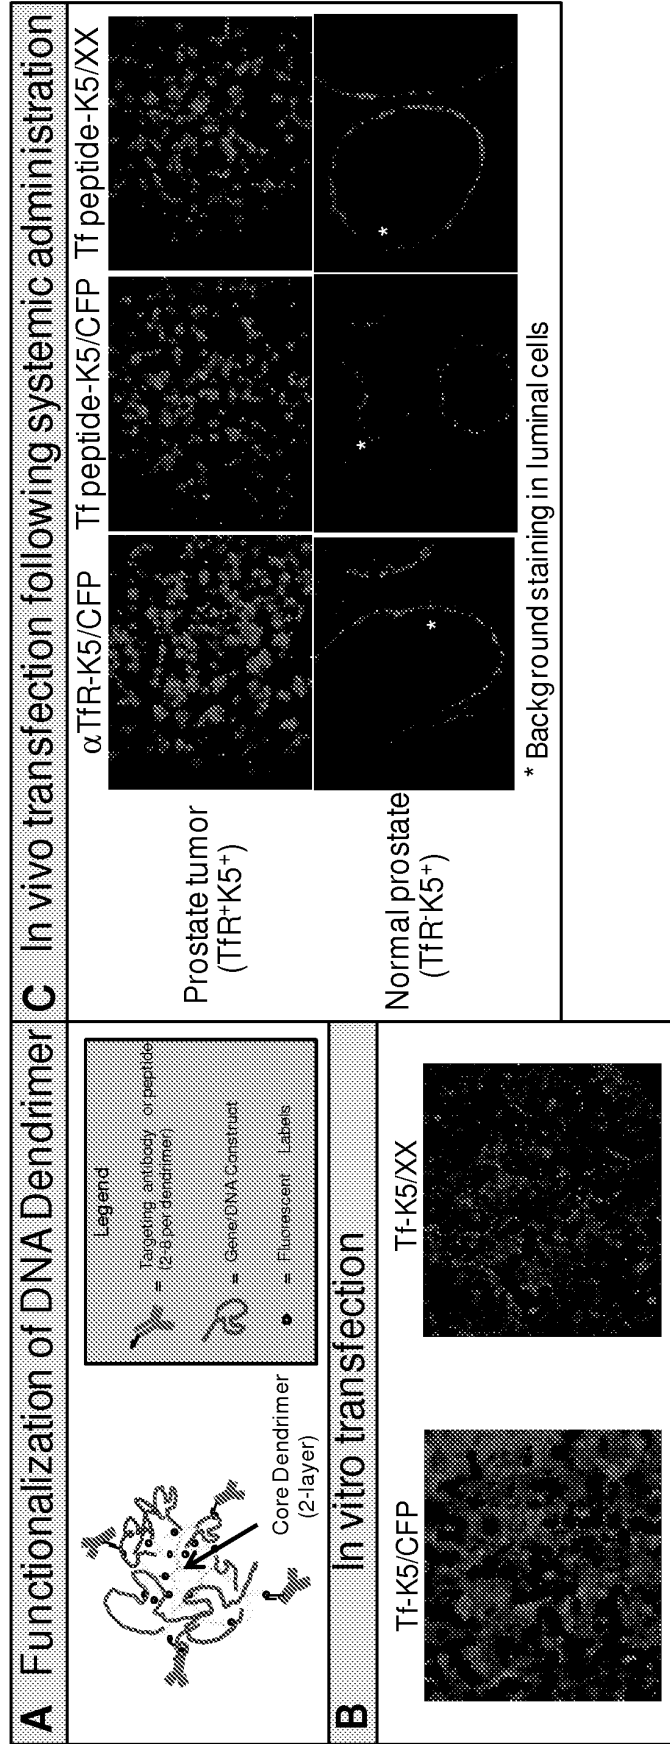 A Functionalization of DNA Dendrimer
Legend
= Targeting antibody or peptide
(2-8 per dendrimer)
= Gene/DNA Construct
= Fluorescent Labels
Core Dendrimer
(2-layer)
B In vitro transfection
Tf-K5/CFP
Tf-K5/XX
C In vivo transfection following systemic administration
αTfR-K5/CFP
Tf peptide-K5/CFP
Tf peptide-K5/XX
Prostate tumor
(TfR⁺K5⁺)
Normal prostate
(TfR⁻K5⁺)
*
*
*
* Background staining in luminal cells